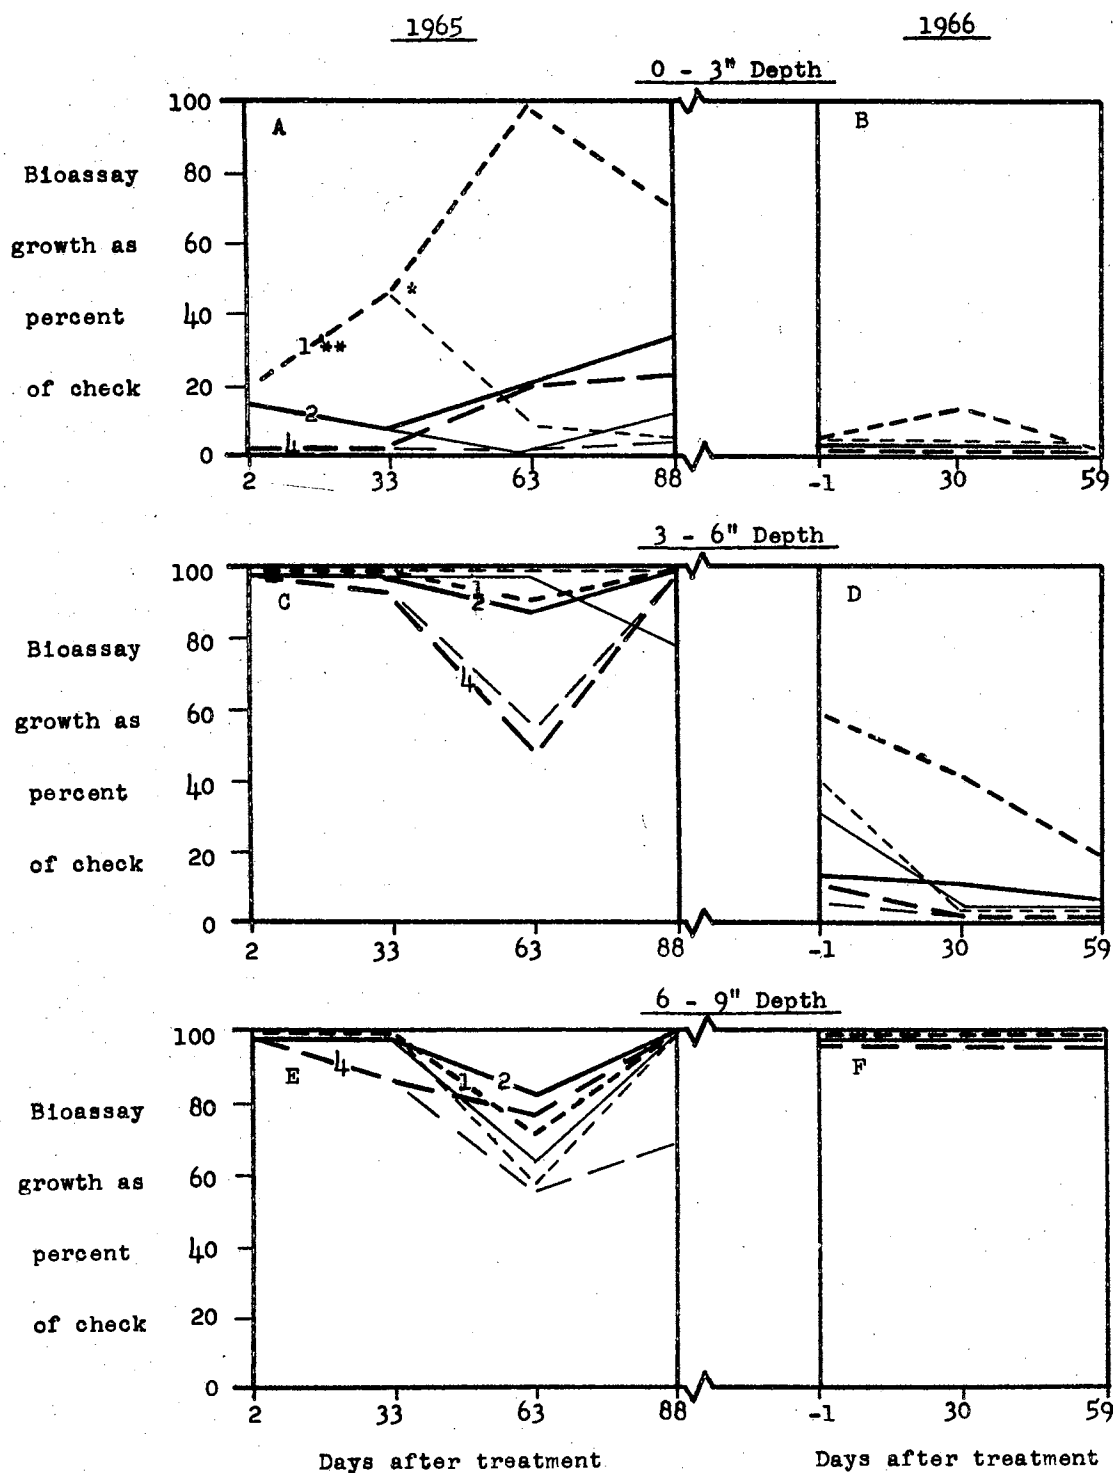 1965
1966
0 - 3" Depth
100
80
60
40
20
0
Bioassay
growth as
percent
of check
A
*
1 **
2
4
2
33
63
88
B
-1
30
59
3 - 6" Depth
100
80
60
40
20
0
Bioassay
growth as
percent
of check
C
1
2
4
2
33
63
88
D
-1
30
59
6 - 9" Depth
100
80
60
40
20
0
Bioassay
growth as
percent
of check
E
4
1
2
2
33
63
88
F
-1
30
59
Days after treatment
Days after treatment